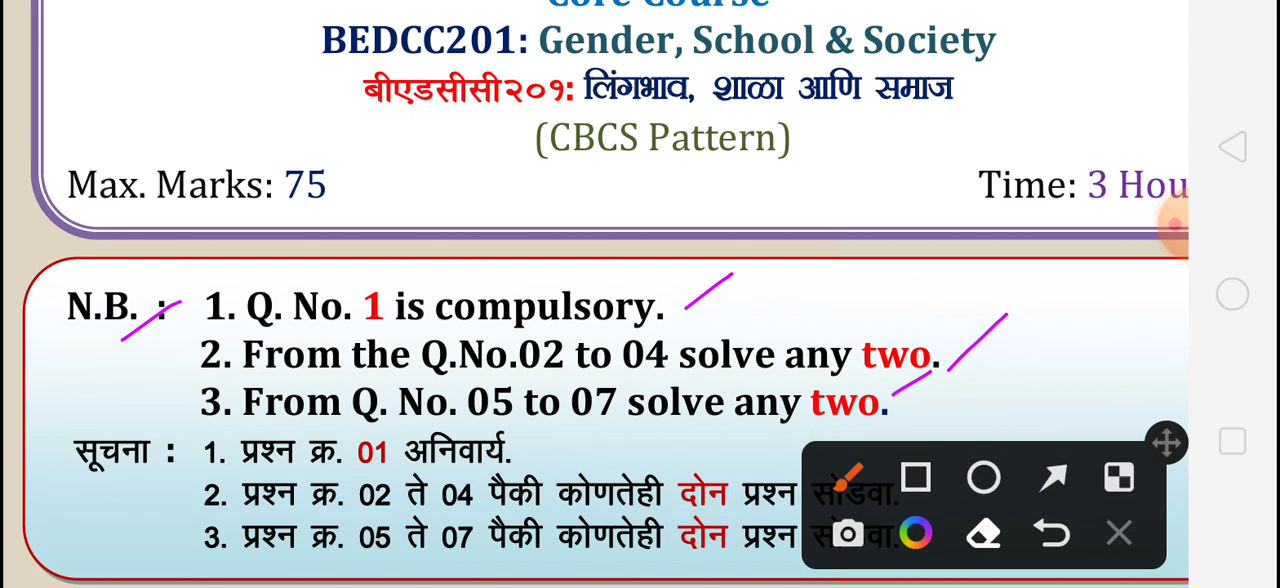 Core Course
BEDCC201: Gender, School & Society
बीएडसीसी२०१: लिंगभाव, शाळा आणि समाज
(CBCS Pattern)
Max. Marks: 75 Time: 3 Hou
N.B. : 1. Q. No. 1 is compulsory.
2. From the Q.No.02 to 04 solve any two.
3. From Q. No. 05 to 07 solve any two.
सूचना : 1. प्रश्न क्र. 01 अनिवार्य.
2. प्रश्न क्र. 02 ते 04 पैकी कोणतेही दोन प्रश्न सोडवा.
3. प्रश्न क्र. 05 ते 07 पैकी कोणतेही दोन प्रश्न